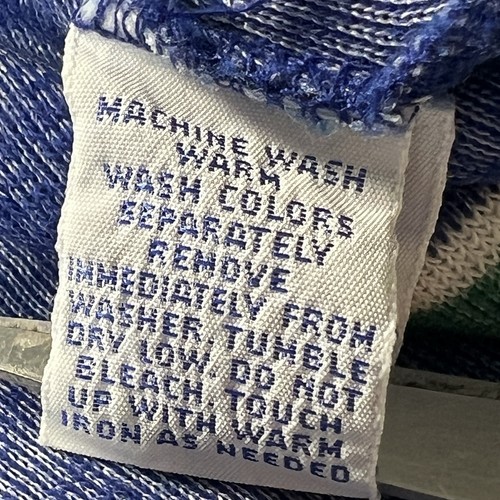 MACHINE WASH
WARM
WASH COLORS
SEPARATELY
REMOVE
IMMEDIATELY FROM
WASHER. TUMBLE
DRY LOW. DO NOT
BLEACH. TOUCH
UP WITH WARM
IRON AS NEEDED